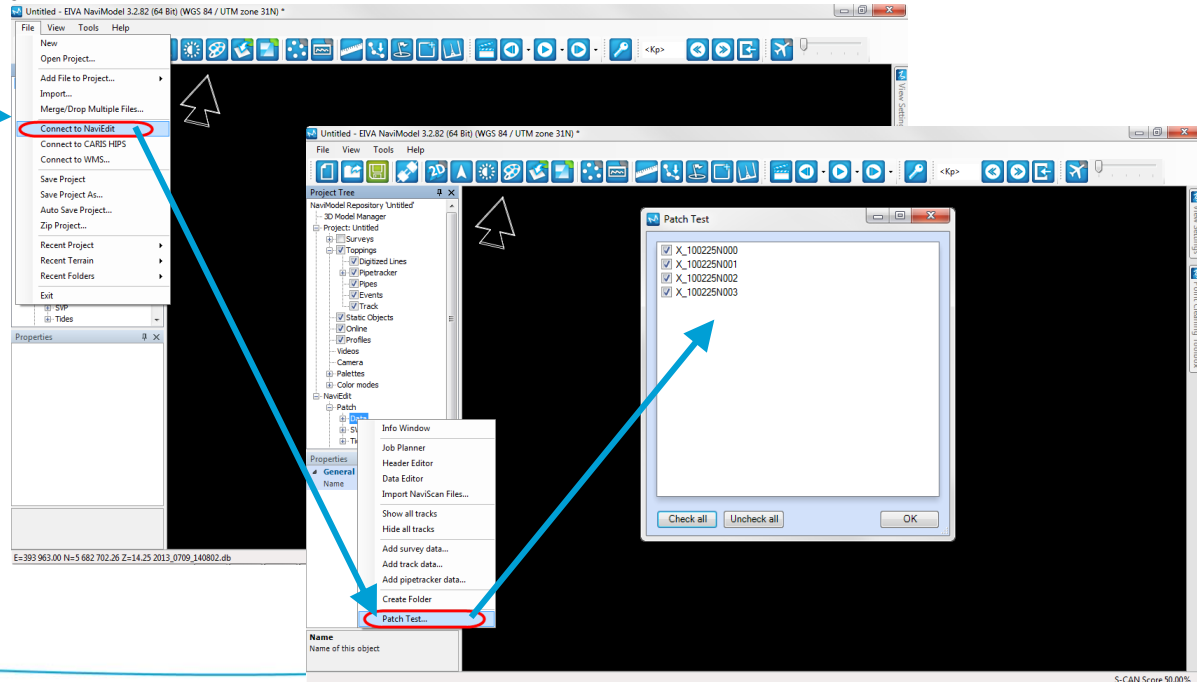 Untitled - EIVA NaviModel 3.2.82 (64 Bit) (WGS 84 / UTM zone 31N) *
File View Tools Help
New
Open Project...
Add File to Project...
Import...
Merge/Drop Multiple Files...
Connect to NaviEdit
Connect to CARIS HIPS
Connect to WMS...
Save Project
Save Project As...
Auto Save Project...
Zip Project...
Recent Project
Recent Terrain
Recent Folders
Exit
SVP
Tides
Properties
<Kp>
E=393 963.00 N=5 682 702.26 Z=14.25 2013_0709_140802.db
Untitled - EIVA NaviModel 3.2.82 (64 Bit) (WGS 84 / UTM zone 31N) *
File View Tools Help
2D
<Kp>
Project Tree
NaviModel Repository 'Untitled'
3D Model Manager
Project: Untitled
Surveys
Toppings
Digitized Lines
Pipetracker
Pipes
Events
Track
Static Objects
Online
Profiles
Videos
Camera
Palettes
Color modes
NaviEdit
Patch
Data
Properties
General
Name
Info Window
Job Planner
Header Editor
Data Editor
Import NaviScan Files...
Show all tracks
Hide all tracks
Add survey data...
Add track data...
Add pipetracker data...
Create Folder
Patch Test...
Name
Name of this object
Patch Test
X_100225N000
X_100225N001
X_100225N002
X_100225N003
Check all
Uncheck all
OK
S-CAN Score 50.00%